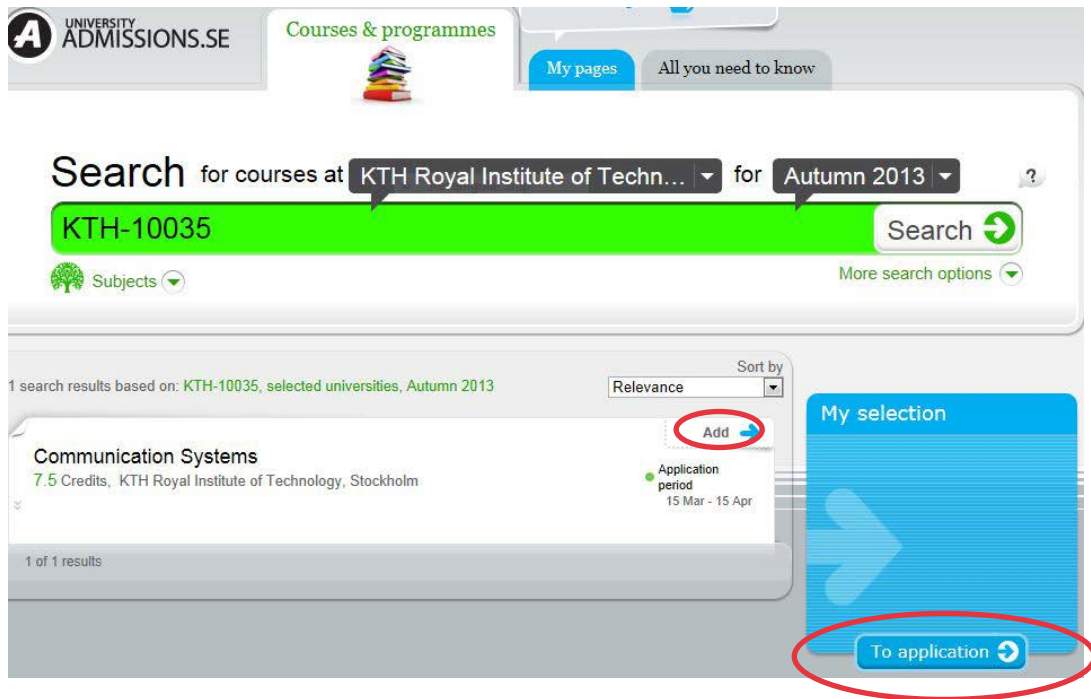 UNIVERSITY
ADMISSIONS.SE
Courses & programmes
My pages
All you need to know
Search for courses at KTH Royal Institute of Techn... for Autumn 2013 ?
KTH-10035
Search
Subjects
More search options
Sort by
1 search results based on: KTH-10035, selected universities, Autumn 2013
Relevance
My selection
Add
Communication Systems
7.5 Credits, KTH Royal Institute of Technology, Stockholm
Application
period
15 Mar - 15 Apr
1 of 1 results
To application